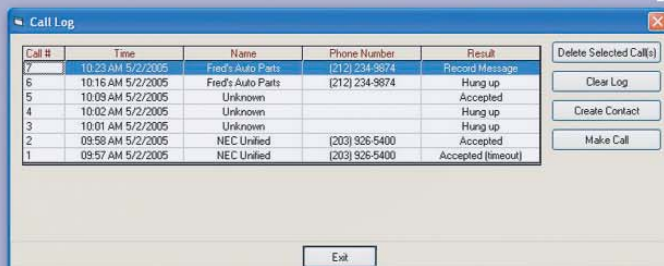 Call Log
Call # Time Name Phone Number Result
7 10:23 AM 5/2/2005 Fred's Auto Parts (212) 234-9874 Record Message
6 10:16 AM 5/2/2005 Fred's Auto Parts (212) 234-9874 Hung up
5 10:09 AM 5/2/2005 Unknown Accepted
4 10:02 AM 5/2/2005 Unknown Hung up
3 10:01 AM 5/2/2005 Unknown Hung up
2 09:58 AM 5/2/2005 NEC Unified (203) 926-5400 Accepted
1 09:57 AM 5/2/2005 NEC Unified (203) 926-5400 Accepted (timeout)
Delete Selected Call(s)
Clear Log
Create Contact
Make Call
Exit